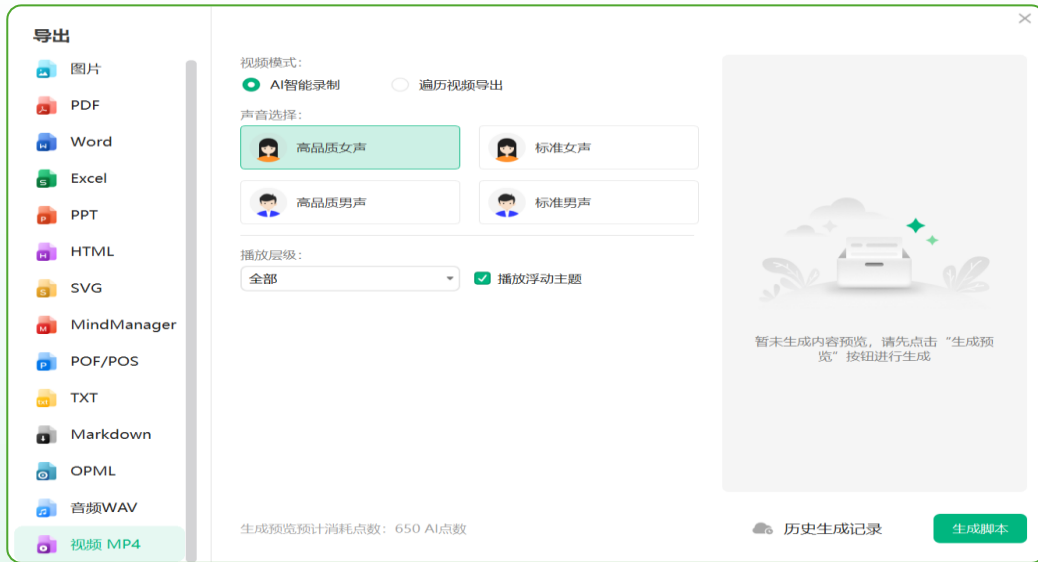 导出
图片
PDF
Word
Excel
PPT
HTML
SVG
MindManager
POF/POS
TXT
Markdown
OPML
音频WAV
视频 MP4
视频模式：
AI智能录制
遍历视频导出
声音选择：
高品质女声
标准女声
高品质男声
标准男声
播放层级：
全部
播放浮动主题
暂未生成内容预览，请先点击“生成预
览”按钮进行生成
生成预览预计消耗点数：650 AI点数
历史生成记录
生成脚本